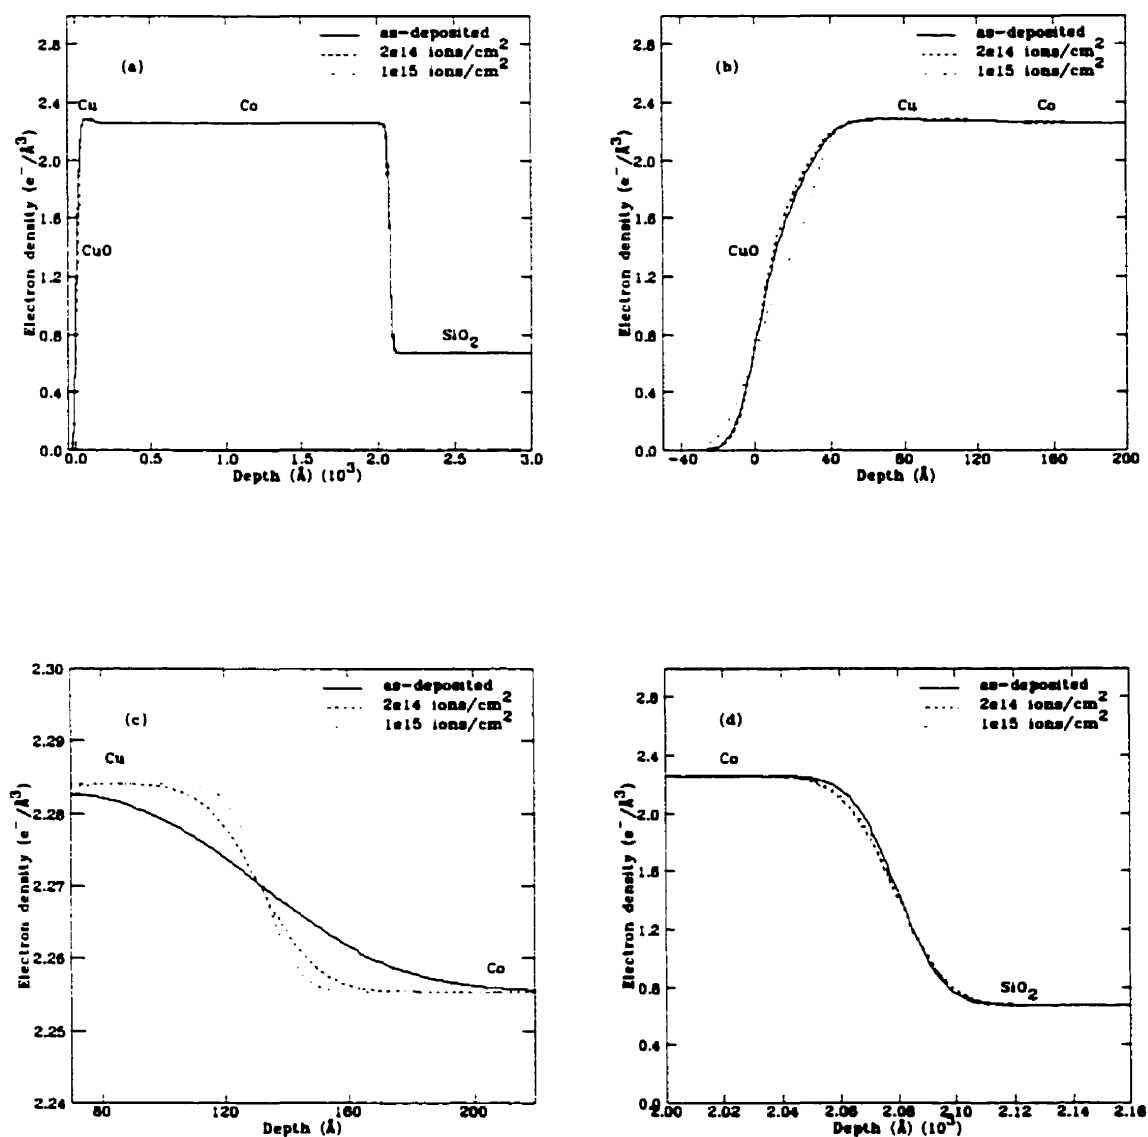 as-deposited
2e14 ions/cm2
1e15 ions/cm2
(a)
2.8
2.4
2.0
1.6
1.2
0.8
0.4
0.0
Cu
Co
CuO
SiO2
Electron density (e-/Å3)
0.0 0.5 1.0 1.5 2.0 2.5 3.0
Depth (Å) (10^3)
as-deposited
2e14 ions/cm2
1e15 ions/cm2
(b)
2.8
2.4
2.0
1.6
1.2
0.8
0.4
0.0
Cu
Co
CuO
Electron density (e-/Å3)
-40 0 40 80 120 160 200
Depth (Å)
as-deposited
2e14 ions/cm2
1e15 ions/cm2
(c)
2.30
2.29
2.28
2.27
2.26
2.25
2.24
Cu
Co
Electron density (e-/Å3)
80 120 160 200
Depth (Å)
as-deposited
2e14 ions/cm2
1e15 ions/cm2
(d)
2.8
2.4
2.0
1.6
1.2
0.8
0.4
0.0
Co
SiO2
Electron density (e-/Å3)
2.00 2.02 2.04 2.06 2.08 2.10 2.12 2.14 2.16
Depth (Å) (10^3)